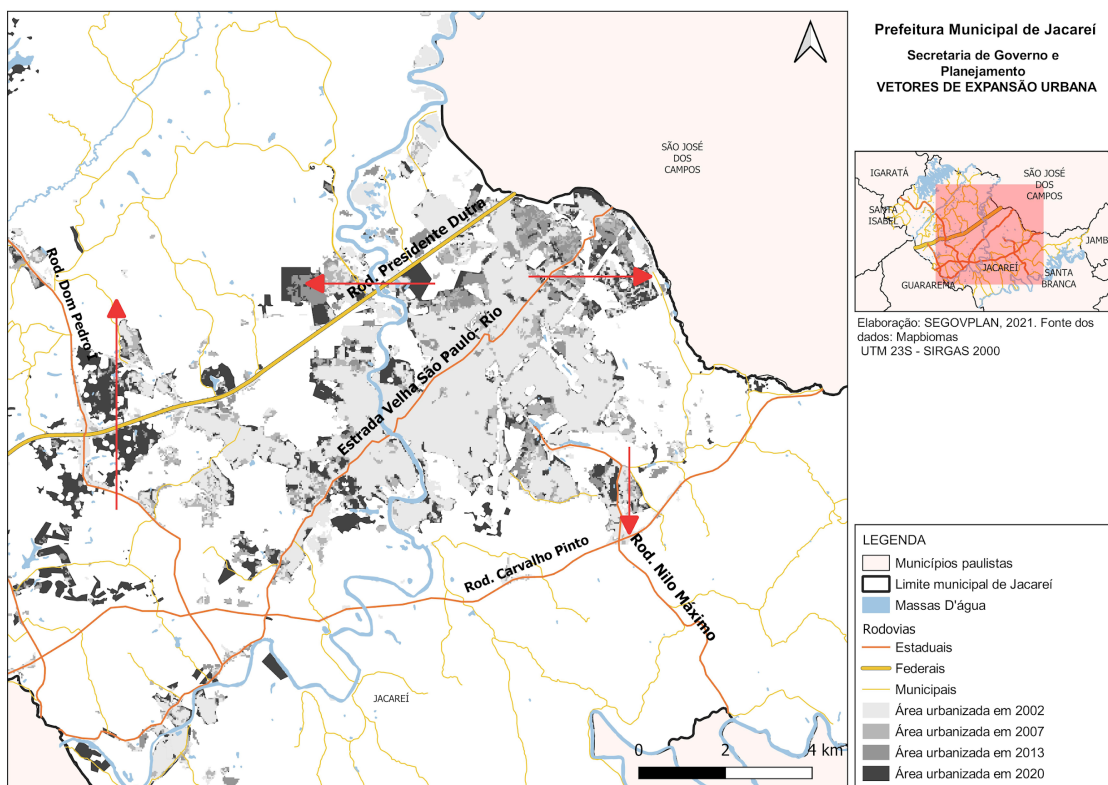 Prefeitura Municipal de Jacareí
Secretaria de Governo e
Planejamento
VETORES DE EXPANSÃO URBANA
SÃO JOSÉ
DOS
CAMPOS
Rod. Presidente Dutra
Rod. Dom Pedro I
Estrada Velha São Paulo- Rio
Rod. Carvalho Pinto
Rod. Nilo Máximo
JACAREÍ
0 2 4 km
IGARATÁ
SÃO JOSÉ
DOS
CAMPOS
SANTA
ISABEL
JAMB
JACAREÍ
SANTA
BRANCA
GUARAREMA
Elaboração: SEGOVPLAN, 2021. Fonte dos
dados: Mapbiomas
UTM 23S - SIRGAS 2000
LEGENDA
Municípios paulistas
Limite municipal de Jacareí
Massas D'água
Rodovias
Estaduais
Federais
Municipais
Área urbanizada em 2002
Área urbanizada em 2007
Área urbanizada em 2013
Área urbanizada em 2020